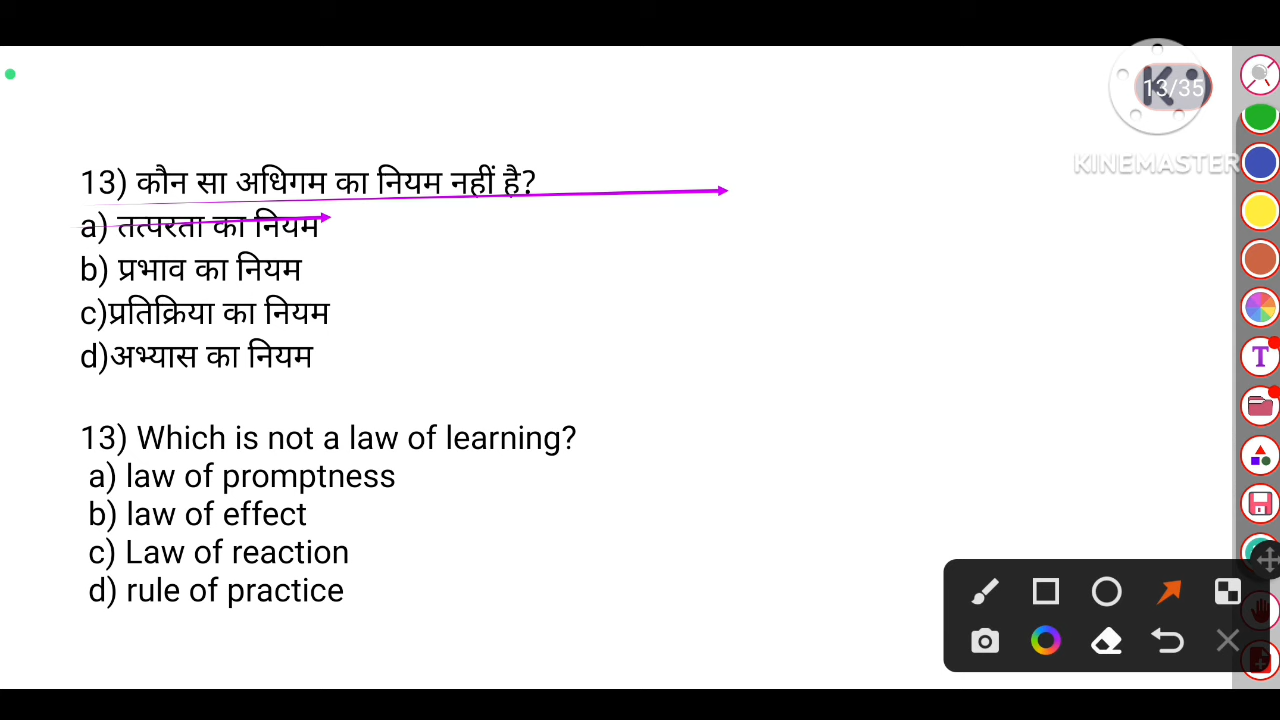 13/35
KINEMASTER
13) कौन सा अधिगम का नियम नहीं है?
a) तत्परता का नियम
b) प्रभाव का नियम
c)प्रतिक्रिया का नियम
d)अभ्यास का नियम
13) Which is not a law of learning?
a) law of promptness
b) law of effect
c) Law of reaction
d) rule of practice
T